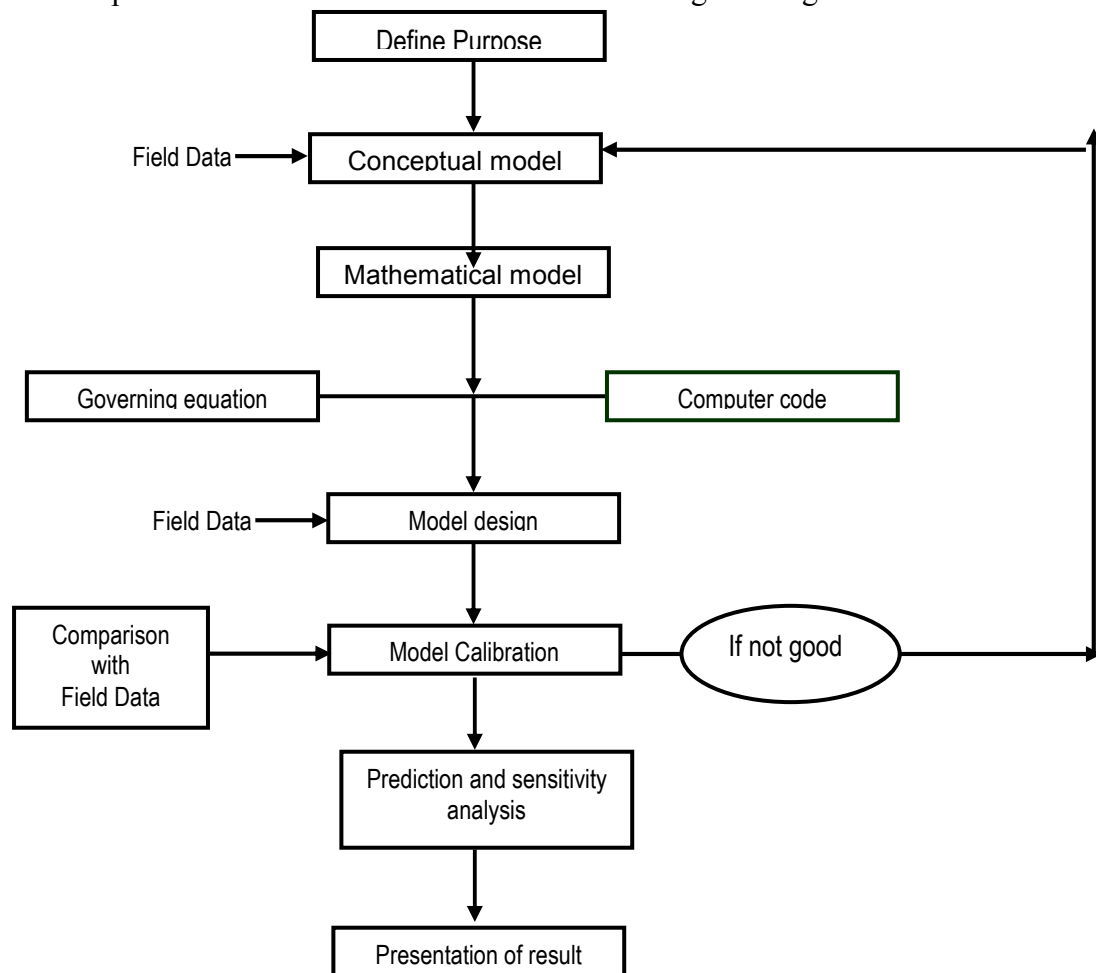 Define Purpose
Field Data
Conceptual model
Mathematical model
Governing equation
Computer code
Field Data
Model design
Comparison
with
Field Data
Model Calibration
If not good
Prediction and sensitivity
analysis
Presentation of result